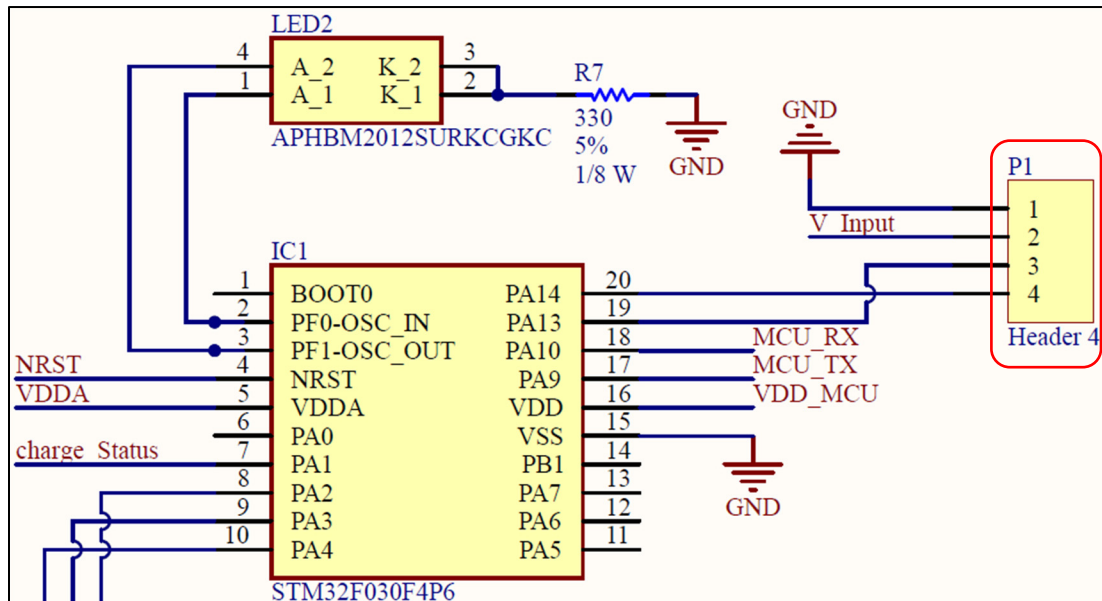 LED2
4 A_2 K_2 3
1 A_1 K_1 2
APHBM2012SURKCGKC
R7
330
5%
1/8 W
GND
GND
P1
1
V_Input 2
3
4
Header 4
IC1
1 BOOT0 PA14 20
2 PF0-OSC_IN PA13 19
3 PF1-OSC_OUT PA10 18 MCU_RX
NRST 4 NRST PA9 17 MCU_TX
VDDA 5 VDDA VDD 16 VDD_MCU
6 PA0 VSS 15
charge_Status 7 PA1 PB1 14
8 PA2 PA7 13
GND
9 PA3 PA6 12
10 PA4 PA5 11
STM32F030F4P6